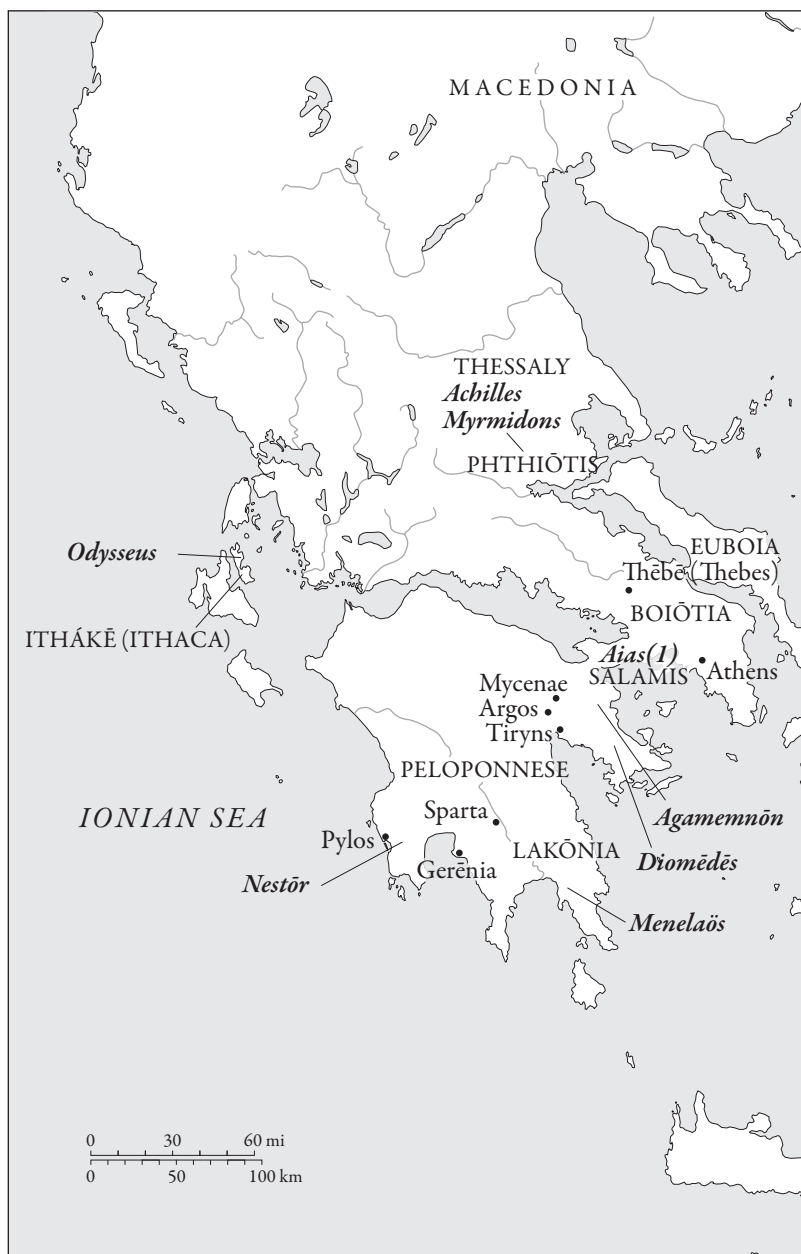 MACEDONIA
THESSALY
Achilles
Myrmidons
PHTHIŌTIS
Odysseus
EUBOIA
Thēbē (Thebes)
BOIŌTIA
ITHÁKĒ (ITHACA)
Aias(1)
SALAMIS
Athens
Mycenae
Argos
Tiryns
PELOPONNESE
IONIAN SEA
Sparta
Agamemnōn
Pylos
LAKŌNIA
Diomēdēs
Gerēnia
Nestōr
Menelaös
0 30 60 mi
0 50 100 km